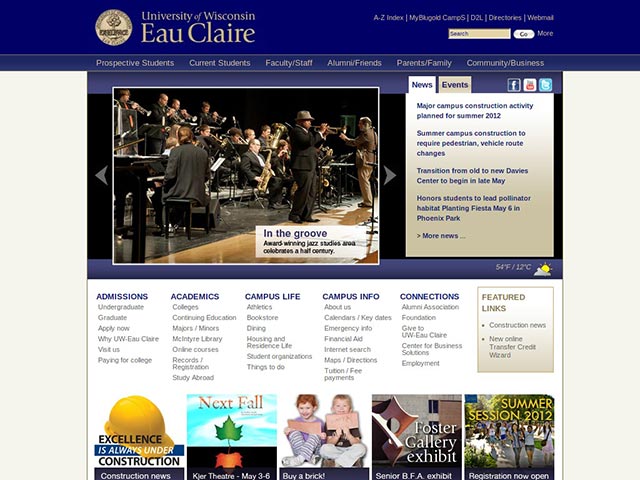 University of Wisconsin
Eau Claire
A-Z Index | MyBlugold CampS | D2L | Directories | Webmail
Search
Go
More
Prospective Students
Current Students
Faculty/Staff
Alumni/Friends
Parents/Family
Community/Business
News
Events
Major campus construction activity
planned for summer 2012
Summer campus construction to
require pedestrian, vehicle route
changes
Transition from old to new Davies
Center to begin in late May
Honors students to lead pollinator
habitat Planting Fiesta May 6 in
Phoenix Park
> More news ...
In the groove
Award-winning jazz studies area
celebrates a half century.
54°F / 12°C
ADMISSIONS
Undergraduate
Graduate
Apply now
Why UW-Eau Claire
Visit us
Paying for college
ACADEMICS
Colleges
Continuing Education
Majors / Minors
McIntyre Library
Online courses
Records /
Registration
Study Abroad
CAMPUS LIFE
Athletics
Bookstore
Dining
Housing and
Residence Life
Student organizations
Things to do
CAMPUS INFO
About us
Calendars / Key dates
Emergency info
Financial Aid
Internet search
Maps / Directions
Tuition / Fee
payments
CONNECTIONS
Alumni Association
Foundation
Give to
UW-Eau Claire
Center for Business
Solutions
Employment
FEATURED
LINKS
Construction news
New online
Transfer Credit
Wizard
EXCELLENCE
IS ALWAYS UNDER
CONSTRUCTION
Construction news
Next Fall
Kjer Theatre - May 3-6
Buy a brick!
Foster
Gallery
exhibit
Senior B.F.A. exhibit
SUMMER
SESSION 2012
Registration now open